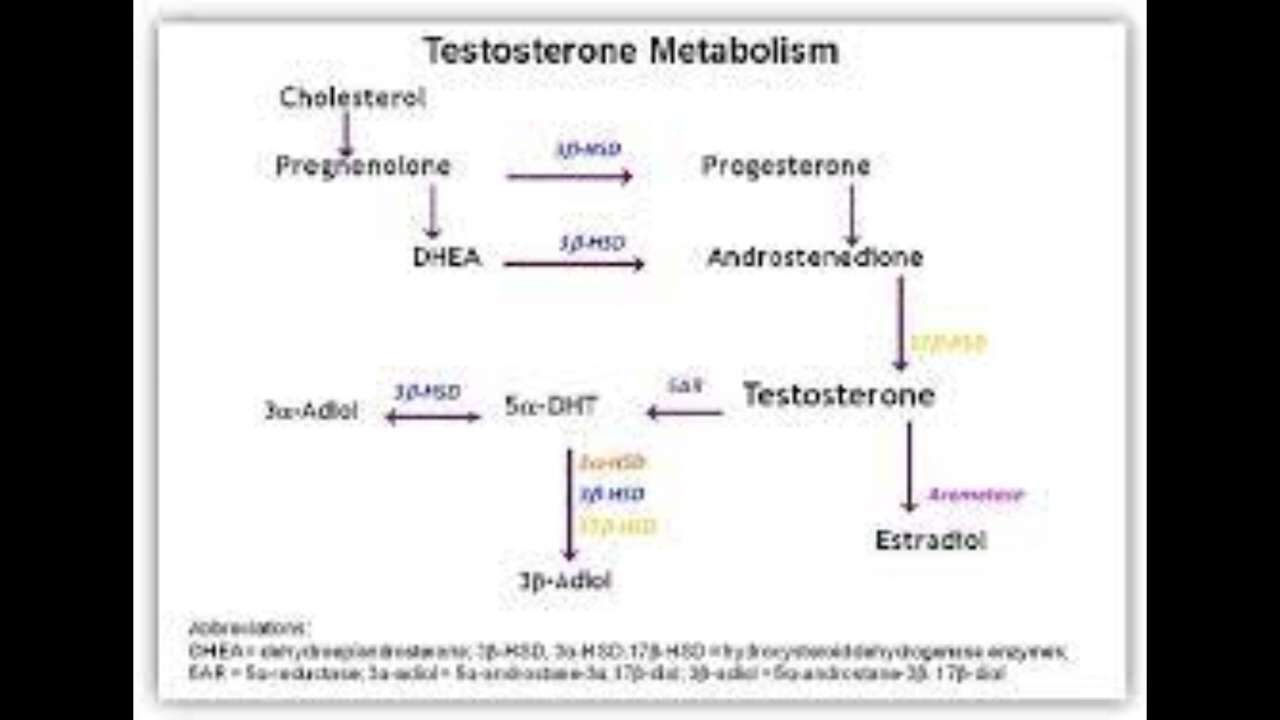 Testosterone Metabolism
Cholesterol
Pregnenolone
3β-HSD
Progesterone
DHEA
3β-HSD
Androstenedione
17β-HSD
3α-Adiol
3β-HSD
5α-DHT
5AR
Testosterone
3α-HSD
3β-HSD
17β-HSD
Aromatase
Estradiol
3β-Adiol
Abbreviations:
DHEA = dehydroepiandrosterone; 3β-HSD, 3α-HSD, 17β-HSD = hydroxysteroid dehydrogenase enzymes;
5AR = 5α-reductase; 3α-adiol = 5α-androstane-3α, 17β-diol; 3β-adiol = 5α-androstane-3β, 17β-diol